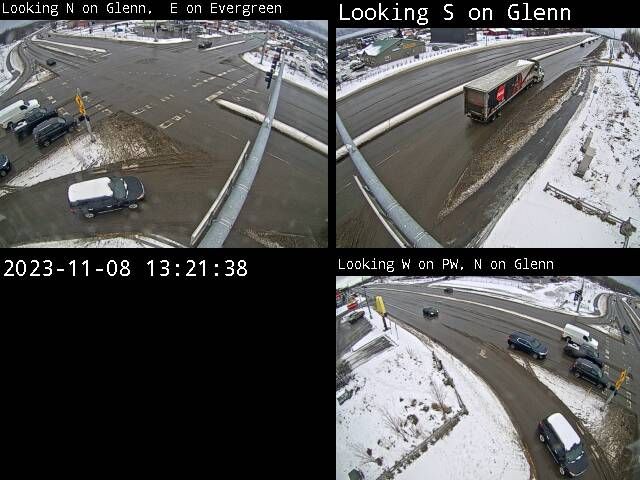 Looking N on Glenn,  E on Evergreen
Looking S on Glenn
2023-11-08 13:21:38
Looking W on PW, N on Glenn